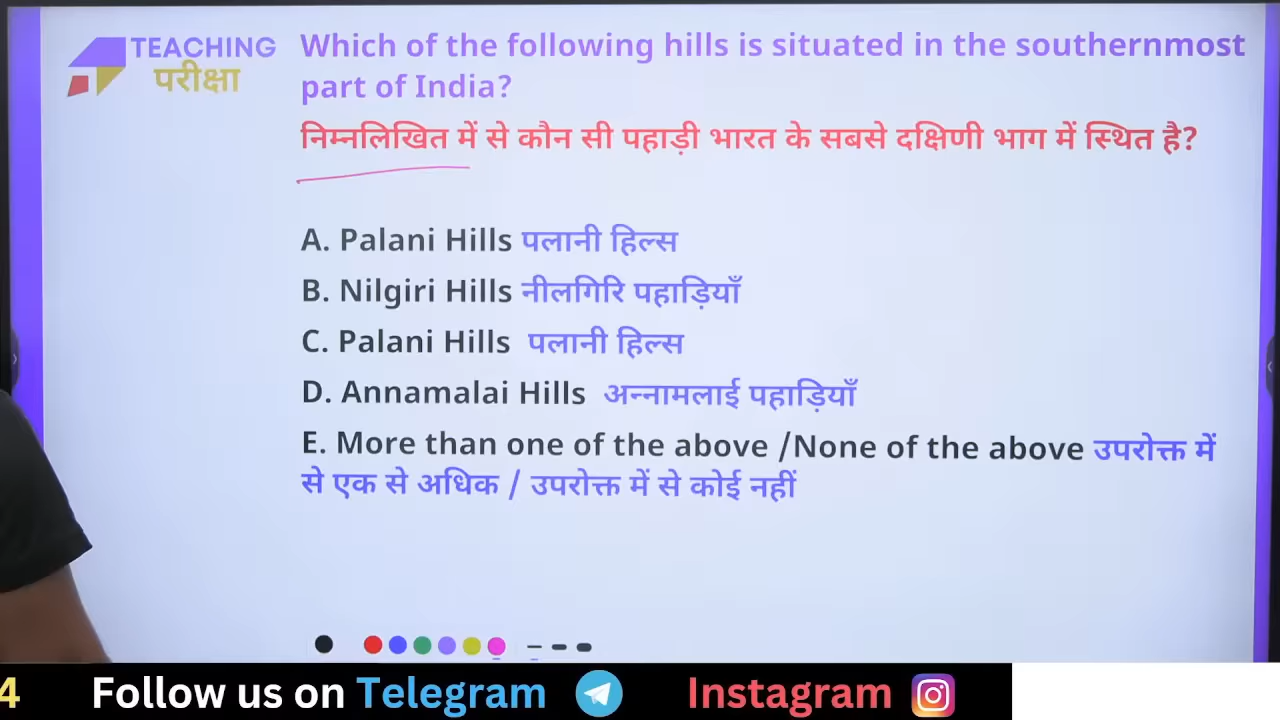 TEACHING
परीक्षा
Which of the following hills is situated in the southernmost
part of India?
निम्नलिखित में से कौन सी पहाड़ी भारत के सबसे दक्षिणी भाग में स्थित है?
A. Palani Hills पलानी हिल्स
B. Nilgiri Hills नीलगिरि पहाड़ियाँ
C. Palani Hills पलानी हिल्स
D. Annamalai Hills अन्नामलाई पहाड़ियाँ
E. More than one of the above /None of the above उपरोक्त में
से एक से अधिक / उपरोक्त में से कोई नहीं
4 Follow us on Telegram Instagram